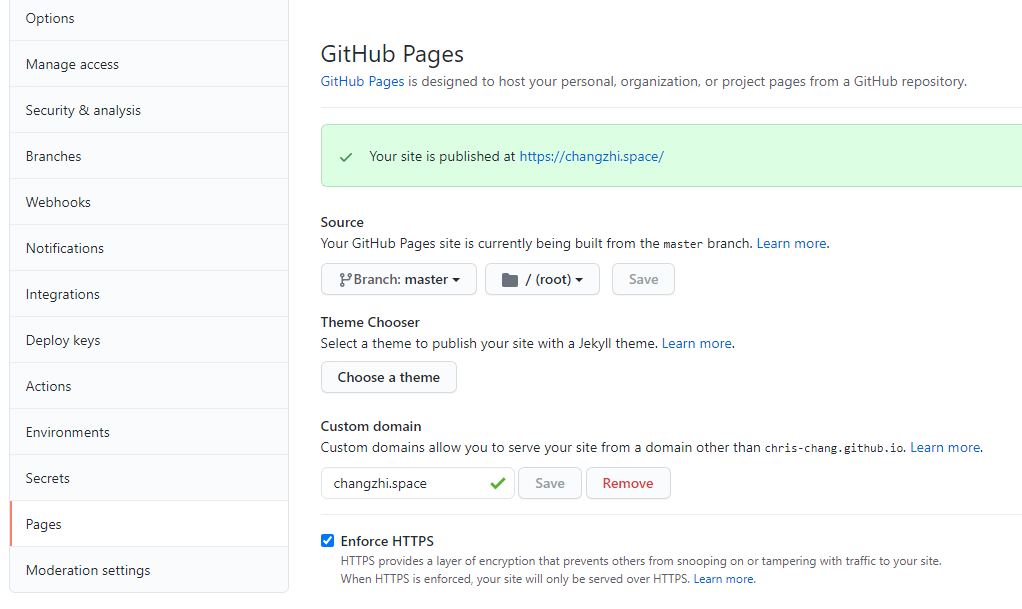 Options
Manage access
Security & analysis
Branches
Webhooks
Notifications
Integrations
Deploy keys
Actions
Environments
Secrets
Pages
Moderation settings
GitHub Pages
GitHub Pages is designed to host your personal, organization, or project pages from a GitHub repository.
Your site is published at https://changzhi.space/
Source
Your GitHub Pages site is currently being built from the master branch. Learn more.
Branch: master / (root) Save
Theme Chooser
Select a theme to publish your site with a Jekyll theme. Learn more.
Choose a theme
Custom domain
Custom domains allow you to serve your site from a domain other than chris-chang.github.io. Learn more.
changzhi.space Save Remove
Enforce HTTPS
HTTPS provides a layer of encryption that prevents others from snooping on or tampering with traffic to your site.
When HTTPS is enforced, your site will only be served over HTTPS. Learn more.